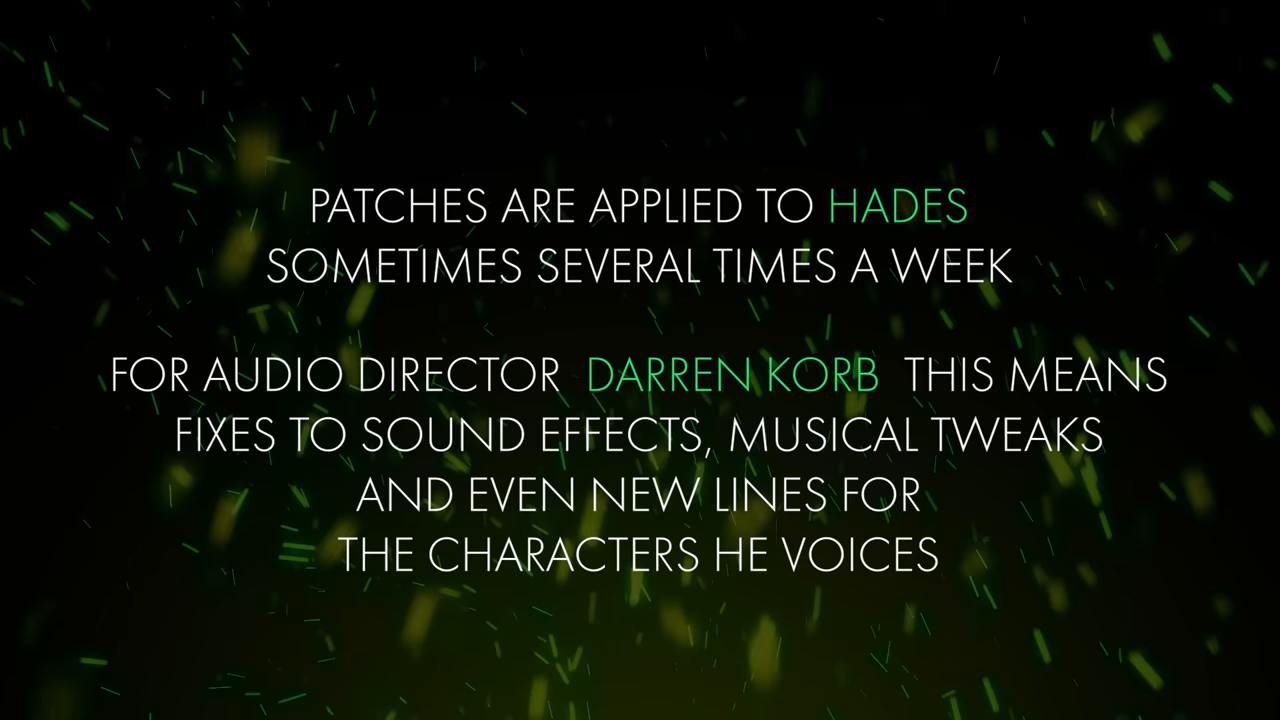 PATCHES ARE APPLIED TO HADES
SOMETIMES SEVERAL TIMES A WEEK
FOR AUDIO DIRECTOR DARREN KORB THIS MEANS
FIXES TO SOUND EFFECTS, MUSICAL TWEAKS
AND EVEN NEW LINES FOR
THE CHARACTERS HE VOICES